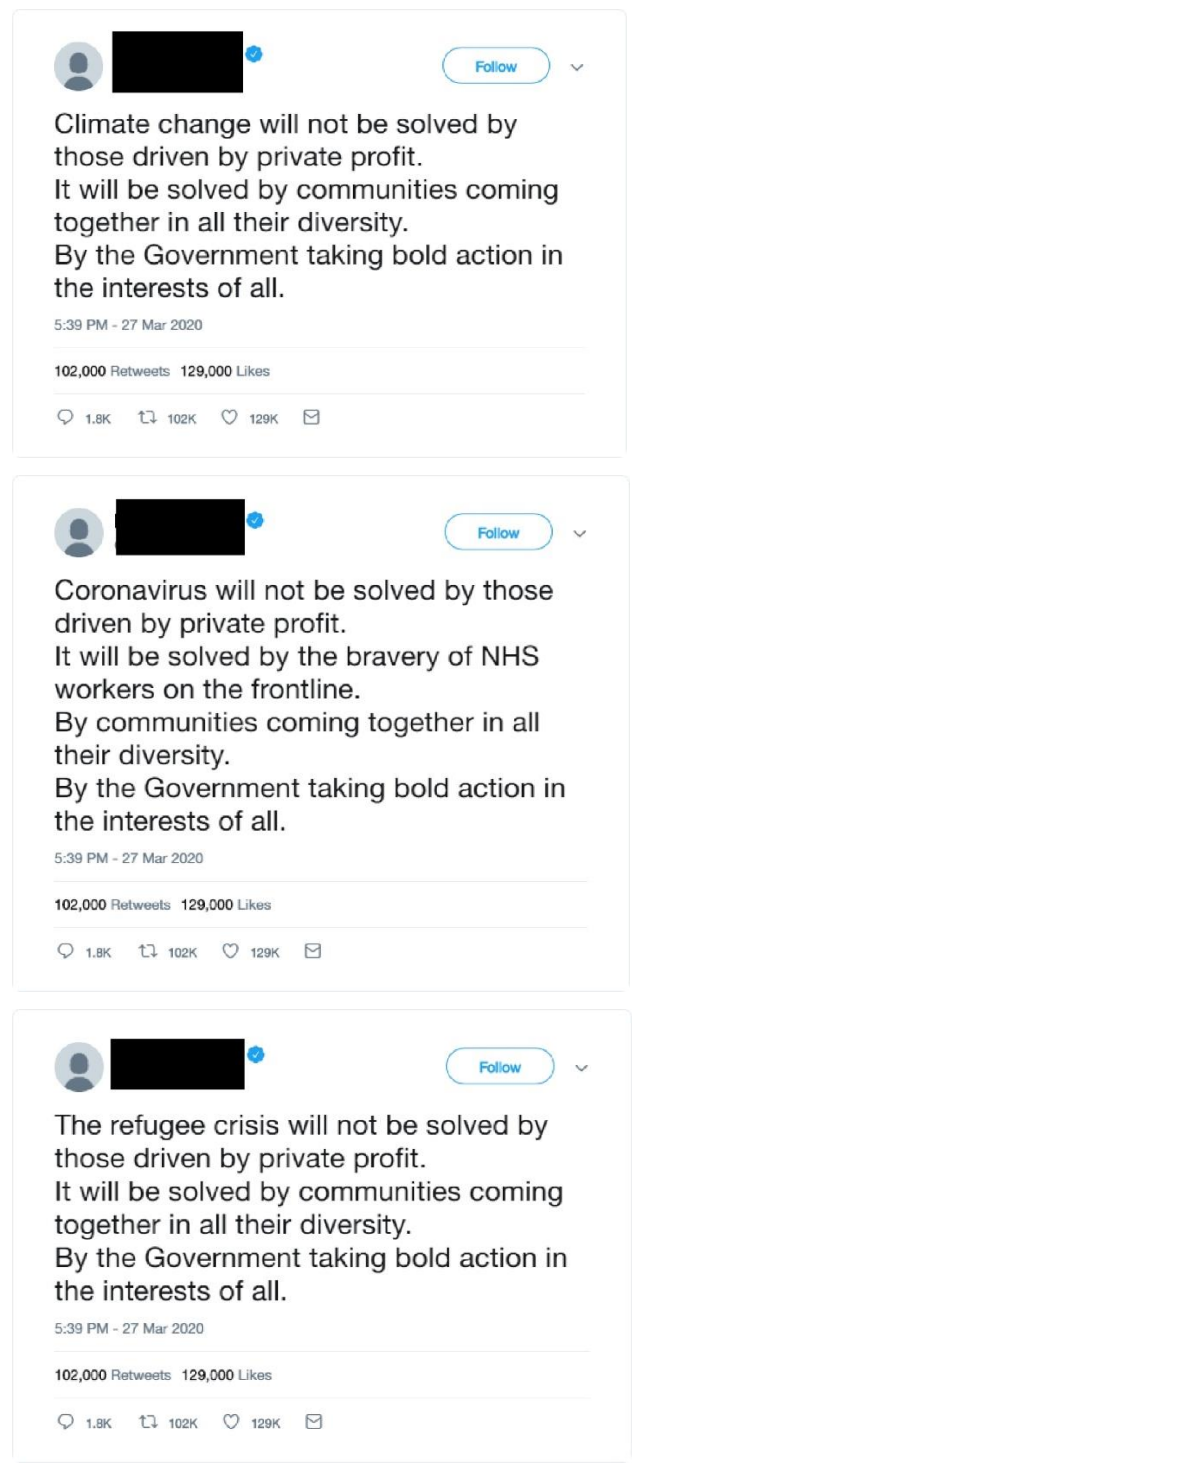 Follow
Climate change will not be solved by
those driven by private profit.
It will be solved by communities coming
together in all their diversity.
By the Government taking bold action in
the interests of all.
5:39 PM - 27 Mar 2020
102,000 Retweets 129,000 Likes
1.8K 102K 129K
Follow
Coronavirus will not be solved by those
driven by private profit.
It will be solved by the bravery of NHS
workers on the frontline.
By communities coming together in all
their diversity.
By the Government taking bold action in
the interests of all.
5:39 PM - 27 Mar 2020
102,000 Retweets 129,000 Likes
1.8K 102K 129K
Follow
The refugee crisis will not be solved by
those driven by private profit.
It will be solved by communities coming
together in all their diversity.
By the Government taking bold action in
the interests of all.
5:39 PM - 27 Mar 2020
102,000 Retweets 129,000 Likes
1.8K 102K 129K